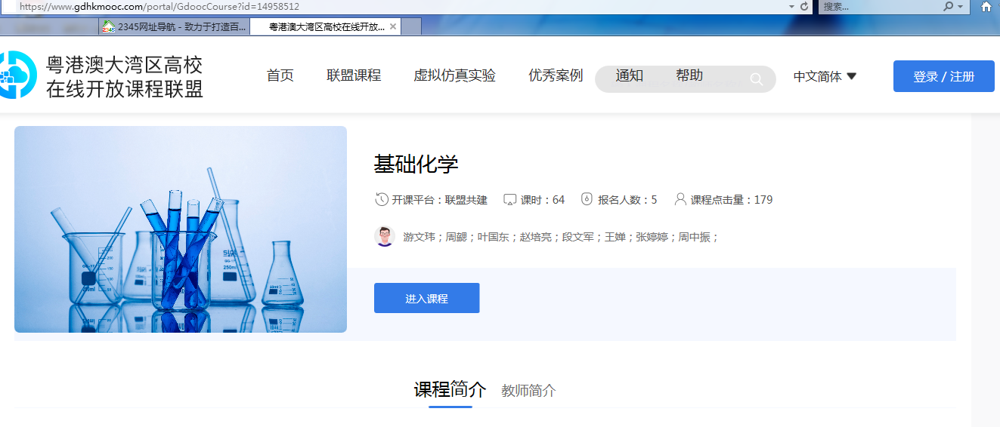 https://www.gdhkmooc.com/portal/GdoocCourse?id=14958512
搜索...
2345网址导航 - 致力于打造百...
粤港澳大湾区高校在线开放...
粤港澳大湾区高校
在线开放课程联盟
首页 联盟课程 虚拟仿真实验 优秀案例 通知 帮助 中文简体 登录 / 注册
基础化学
开课平台：联盟共建 课时：64 报名人数：5 课程点击量：179
游文玮；周勰；叶国东；赵培亮；段文军；王婵；张婷婷；周中振；
进入课程
250ml
250ml
课程简介 教师简介